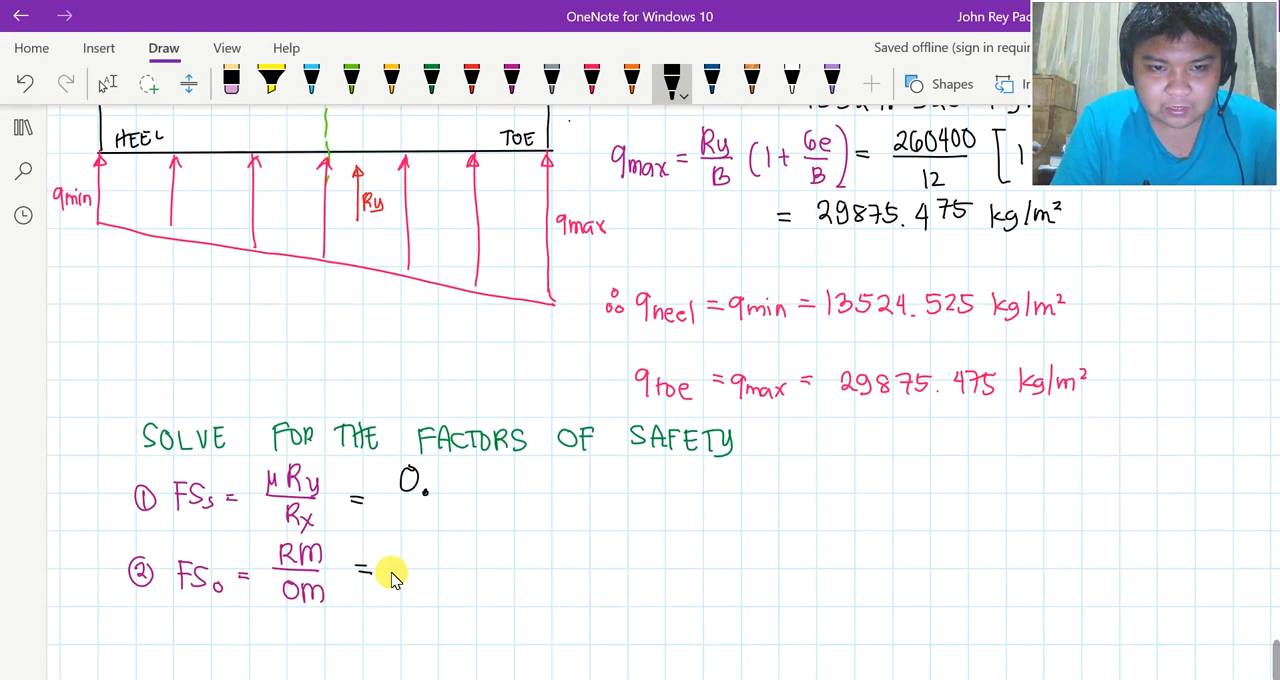 OneNote for Windows 10
John Rey Pad
Home Insert Draw View Help
Saved offline (sign in requir
Shapes
In
HEEL
TOE
qmin
Ry
qmax
qmax = Ry/B (1 + 6e/B) = 260400/12 [1
= 29875.475 kg/m²
∴ qheel = qmin = 13524.525 kg/m²
qtoe = qmax = 29875.475 kg/m²
SOLVE FOR THE FACTORS OF SAFETY
① FSs = μRy/Rx = 0.
② FSo = RM/OM =